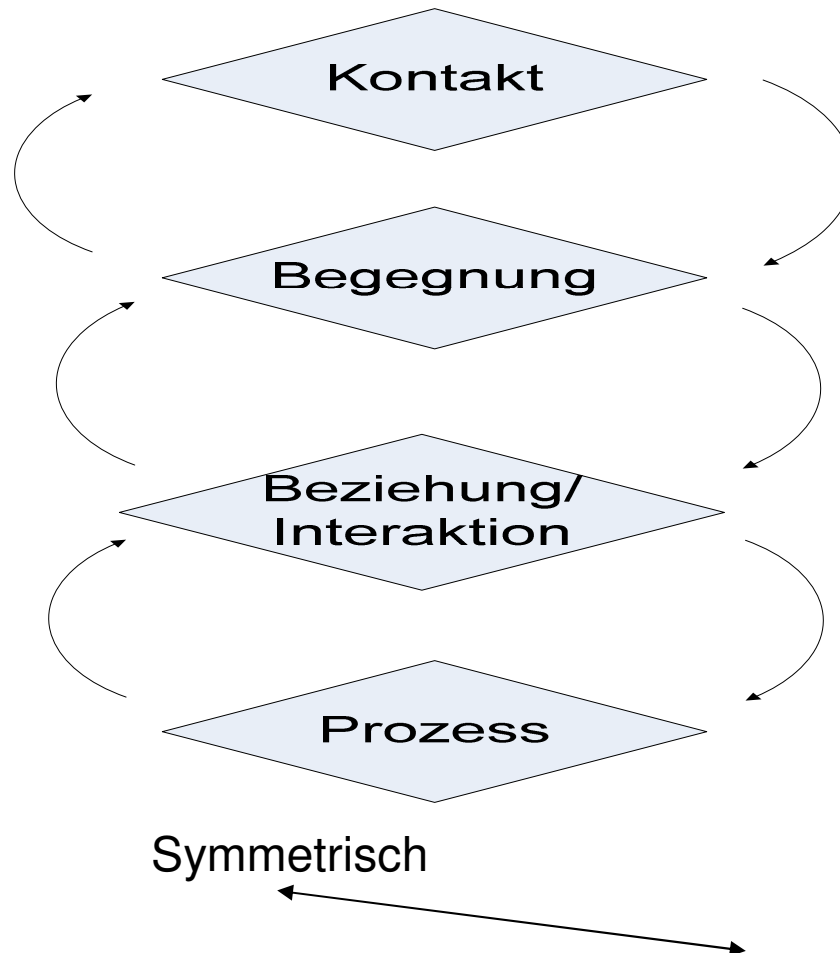 Kontakt
Begegnung
Beziehung/
Interaktion
Prozess
Symmetrisch